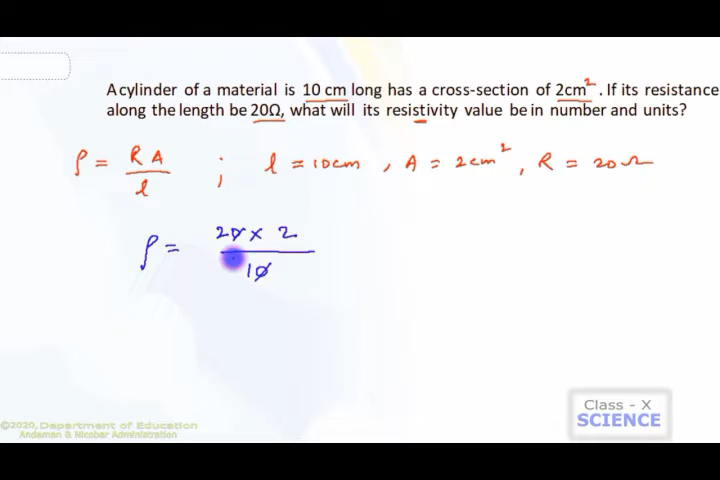 A cylinder of a material is 10 cm long has a cross-section of 2cm². If its resistance
along the length be 20Ω, what will its resistivity value be in number and units?
ρ = RA/l ; l = 10cm , A = 2cm² , R = 20Ω
ρ = 20 × 2
10
Class - X
SCIENCE
©2020, Department of Education
Andaman & Nicobar Administration